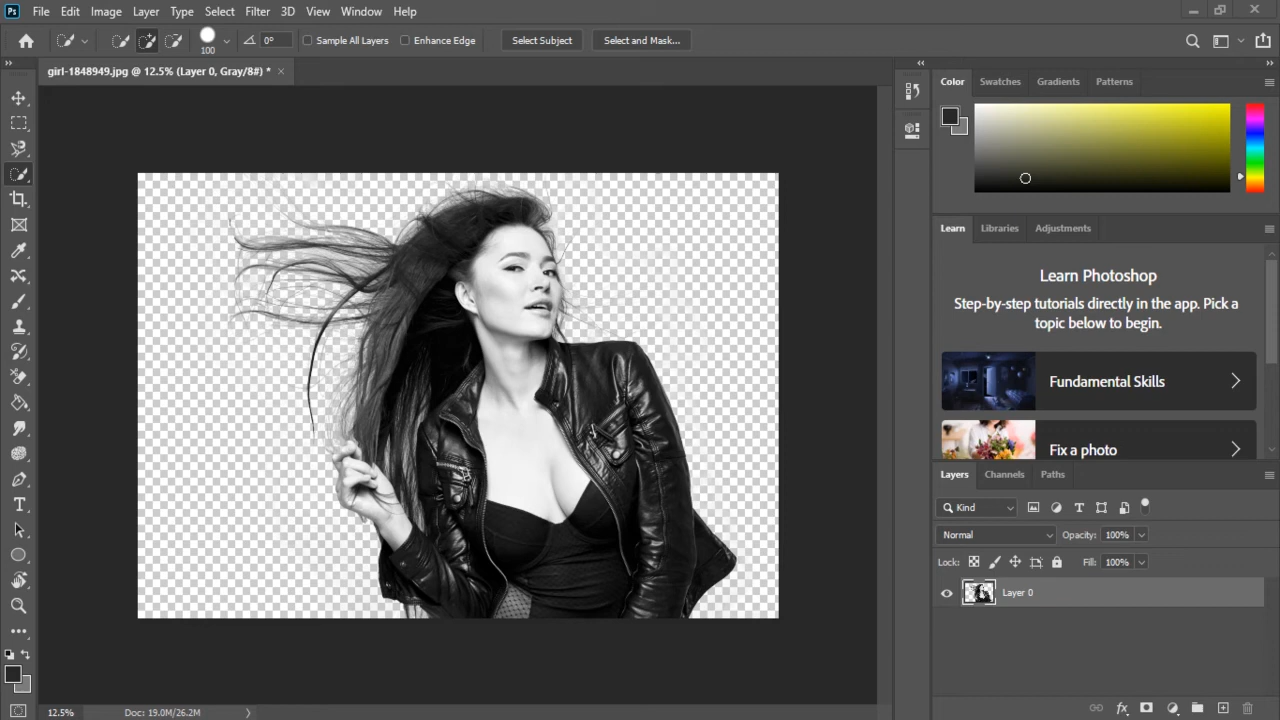 Ps File Edit Image Layer Type Select Filter 3D View Window Help
100 0° Sample All Layers Enhance Edge Select Subject Select and Mask...
girl-1848949.jpg @ 12.5% (Layer 0, Gray/8#) * ×
Color Swatches Gradients Patterns
Learn Libraries Adjustments
Learn Photoshop
Step-by-step tutorials directly in the app. Pick a
topic below to begin.
Fundamental Skills
Fix a photo
Layers Channels Paths
Kind
Normal Opacity: 100%
Lock: Fill: 100%
Layer 0
12.5% Doc: 19.0M/26.2M